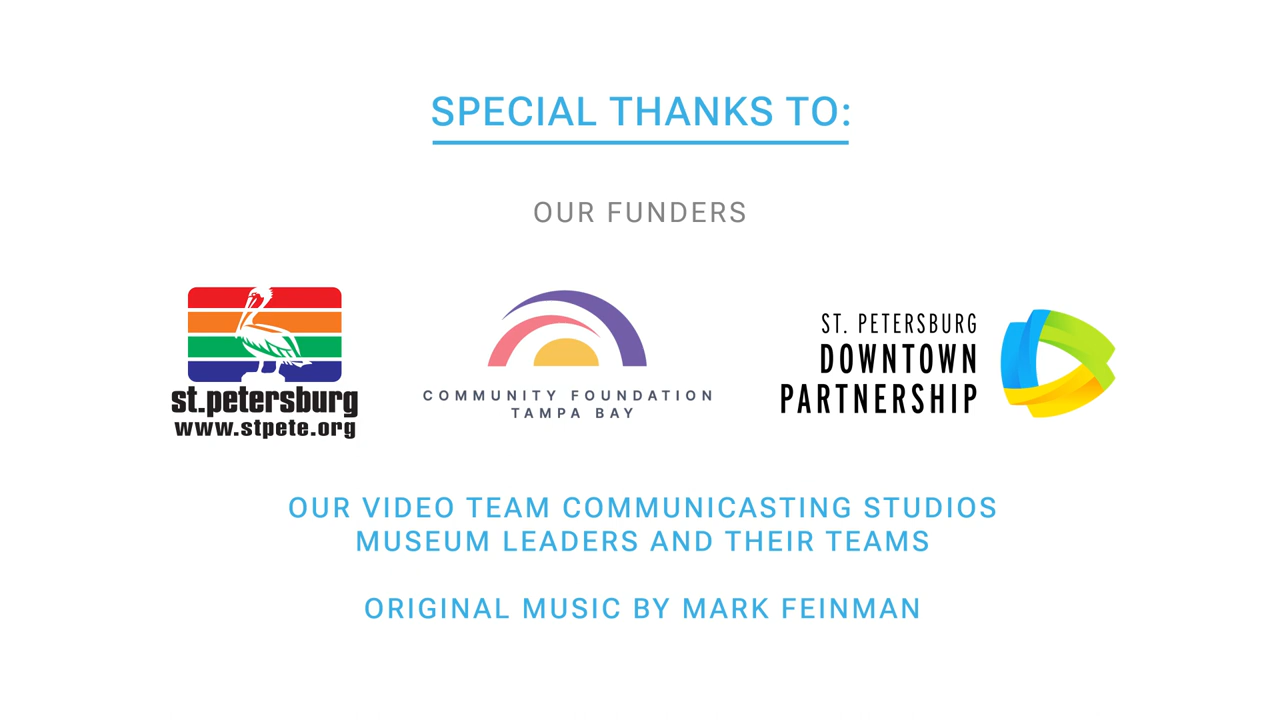 SPECIAL THANKS TO:
OUR FUNDERS
st.petersburg
www.stpete.org
COMMUNITY FOUNDATION
TAMPA BAY
ST. PETERSBURG
DOWNTOWN
PARTNERSHIP
OUR VIDEO TEAM COMMUNICASTING STUDIOS
MUSEUM LEADERS AND THEIR TEAMS
ORIGINAL MUSIC BY MARK FEINMAN